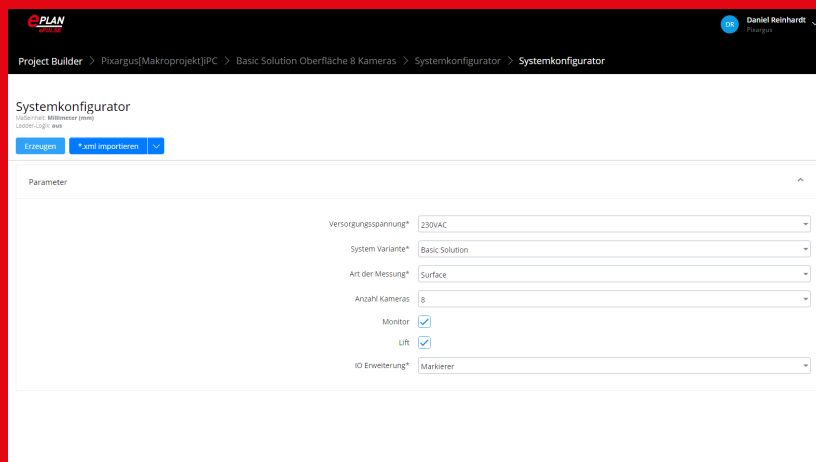 ePLAN
ePULSE
DR
Daniel Reinhardt
Pixargus
Project Builder > Pixargus[Makroprojekt]iPC > Basic Solution Oberfläche 8 Kameras > Systemkonfigurator > Systemkonfigurator
Systemkonfigurator
Maßeinheit: Millimeter (mm)
Ladder-Logik: aus
Erzeugen
*.xml importieren
Parameter
Versorgungsspannung* 230VAC
System Variante* Basic Solution
Art der Messung* Surface
Anzahl Kameras 8
Monitor
Lift
IO Erweiterung* Markierer